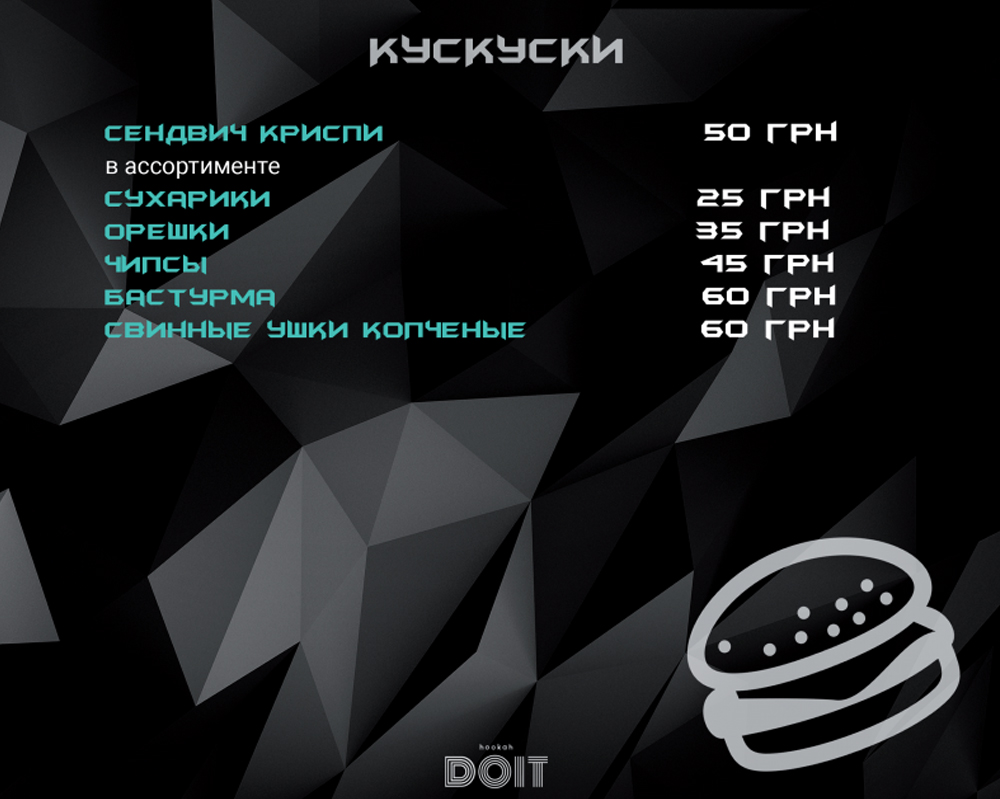 КУСКУСКИ
СЕНДВИЧ КРИСПИ 50 ГРН
в ассортименте
СУХАРИКИ 25 ГРН
ОРЕШКИ 35 ГРН
ЧИПСЫ 45 ГРН
БАСТУРМА 60 ГРН
СВИННЫЕ УШКИ КОПЧЕНЫЕ 60 ГРН
hookah
DOIT